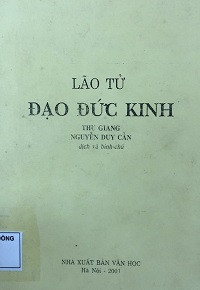 LÃO TỬ
ĐẠO ĐỨC KINH
THU GIANG
NGUYỄN DUY CẦN
dịch và bình-chú
NHÀ XUẤT BẢN VĂN HỌC
Hà Nội - 2001
ĐÔNG